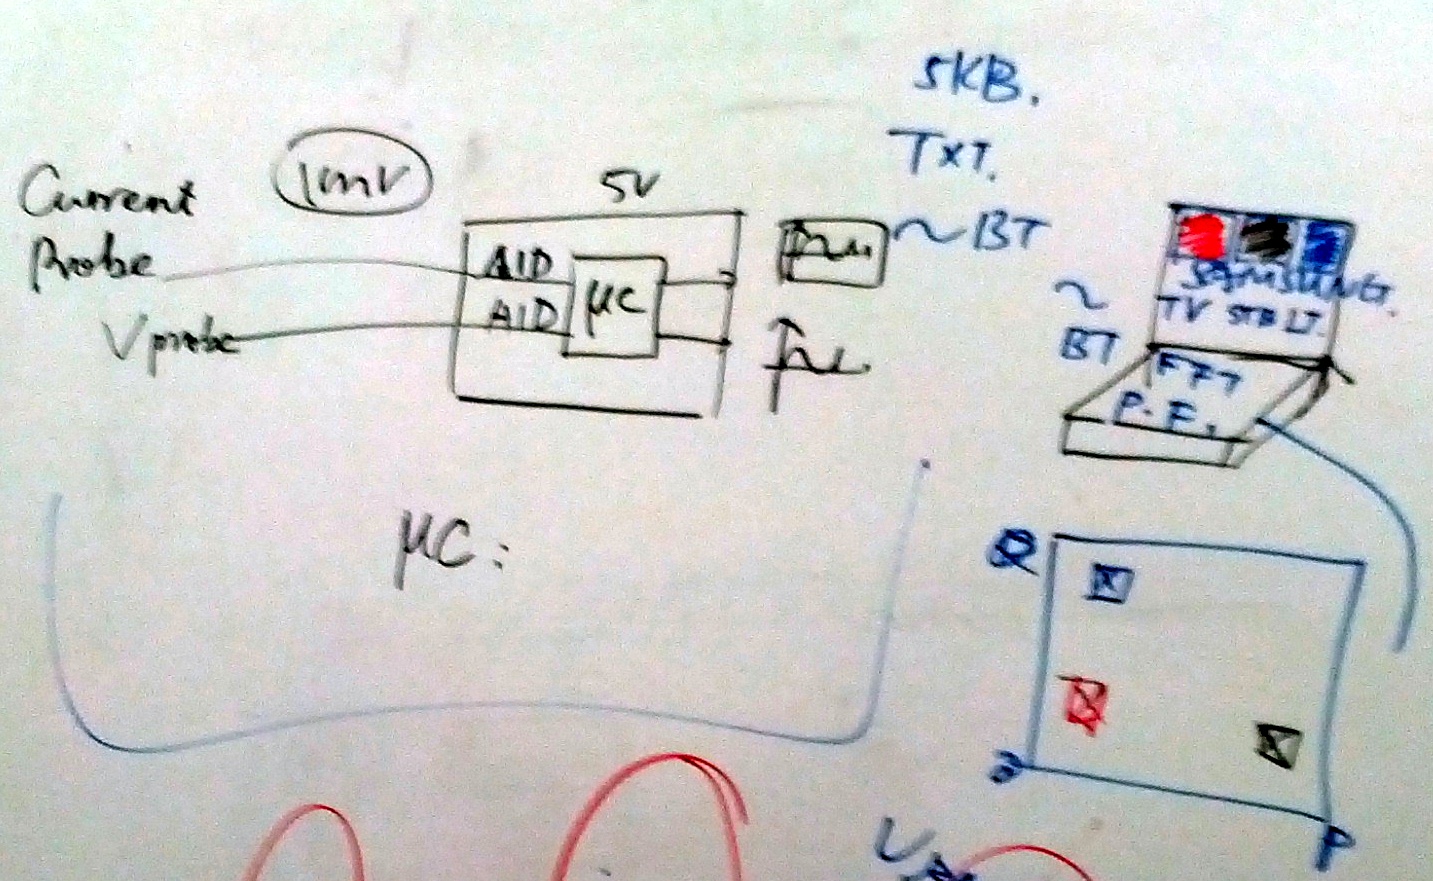 Current
Probe
1mV
5V
A/D
A/D
μC
Vprobe
5KB.
TXT.
~ BT
~
BT
SAMSUNG.
TV STB LT.
FFT
P.F.
μC:
Q
P